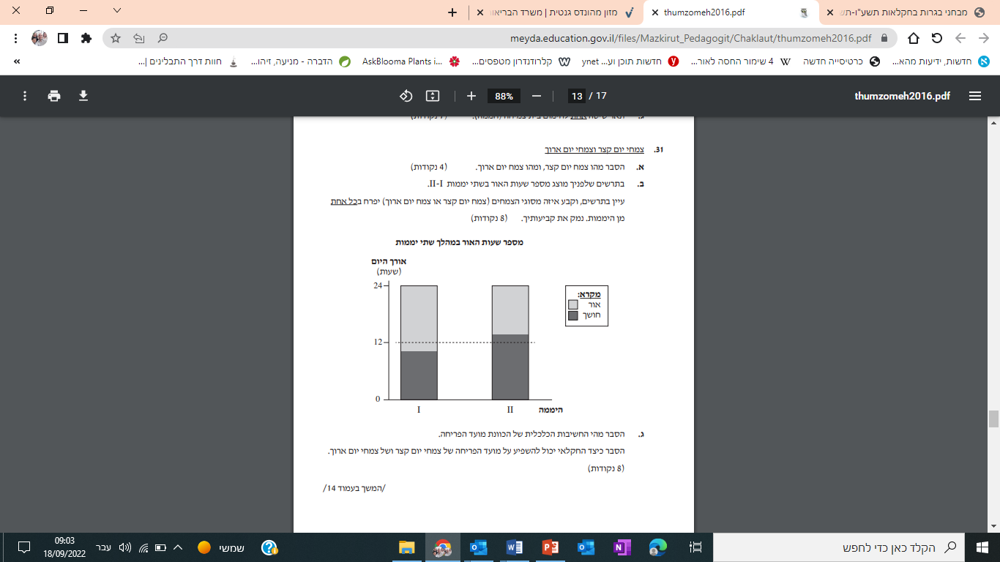 מבחני בגרות בחקלאות תשע"ו-תש
thumzomeh2016.pdf
מזון מהונדס גנטית | משרד הבריאות
meyda.education.gov.il/files/Mazkirut_Pedagogit/Chaklaut/thumzomeh2016.pdf
חדשות, ידיעות מהא...
כרטיסייה חדשה
4 שימור החסה לאור...
חדשות תוכן וע... ynet
קלרודנדרון מטפסים...
AskBlooma Plants i...
הדברה - מניעה, זיהו...
חוות דרך התבלינים |...
thumzomeh2016.pdf
13 / 17
88%
31. צמחי יום קצר וצמחי יום ארוך
א. הסבר מהו צמח יום קצר, ומהו צמח יום ארוך. (4 נקודות)
ב. בתרשים שלפניך מוצג מספר שעות האור בשתי יממות II-I.
עיין בתרשים, וקבע איזה מסוגי הצמחים (צמח יום קצר או צמח יום ארוך) יפרח בכל אחת
מן היממות. נמק את קביעותיך. (8 נקודות)
מספר שעות האור במהלך שתי יממות
אורך היום
(שעות)
24
12
0
I
II
היממה
מקרא:
אור
חושך
ג. הסבר מהי החשיבות הכלכלית של הכוונת מועד הפריחה.
הסבר כיצד החקלאי יכול להשפיע על מועד הפריחה של צמחי יום קצר ושל צמחי יום ארוך.
(8 נקודות)
/המשך בעמוד 14/
הקלד כאן כדי לחפש
שמשי
עבר
09:03
18/09/2022